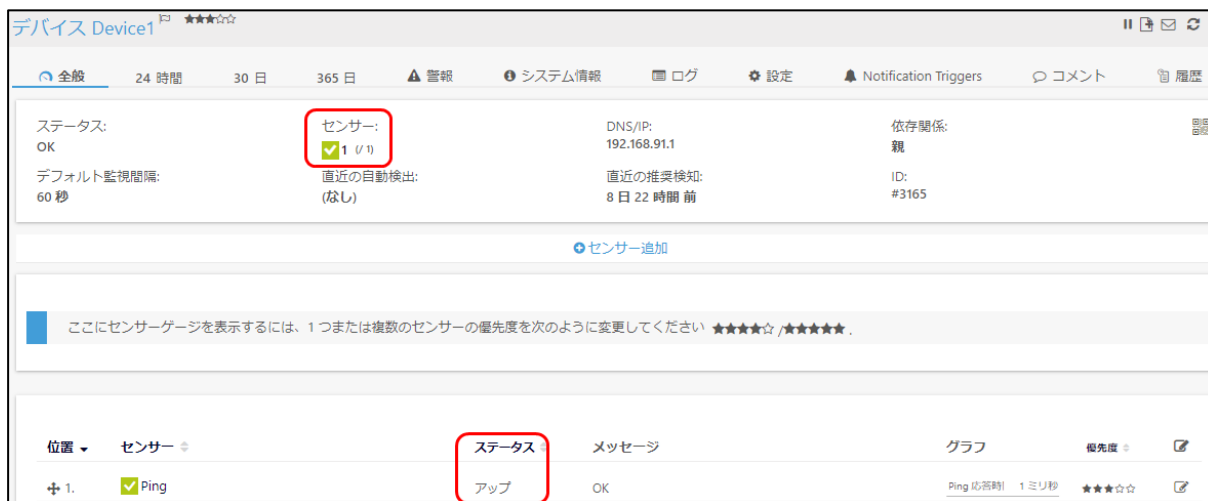 デバイス Device1 ★★★☆☆
全般 24 時間 30 日 365 日 警報 システム情報 ログ 設定 Notification Triggers コメント 履歴
ステータス: センサー: DNS/IP: 依存関係:
OK 1 (/ 1) 192.168.91.1 親
デフォルト監視間隔: 直近の自動検出: 直近の推奨検知: ID:
60 秒 (なし) 8 日 22 時間 前 #3165
センサー追加
ここにセンサーゲージを表示するには、1 つまたは複数のセンサーの優先度を次のように変更してください ★★★★☆ /★★★★★ .
位置 センサー ステータス メッセージ グラフ 優先度
1. Ping アップ OK Ping 応答時 1 ミリ秒 ★★★☆☆